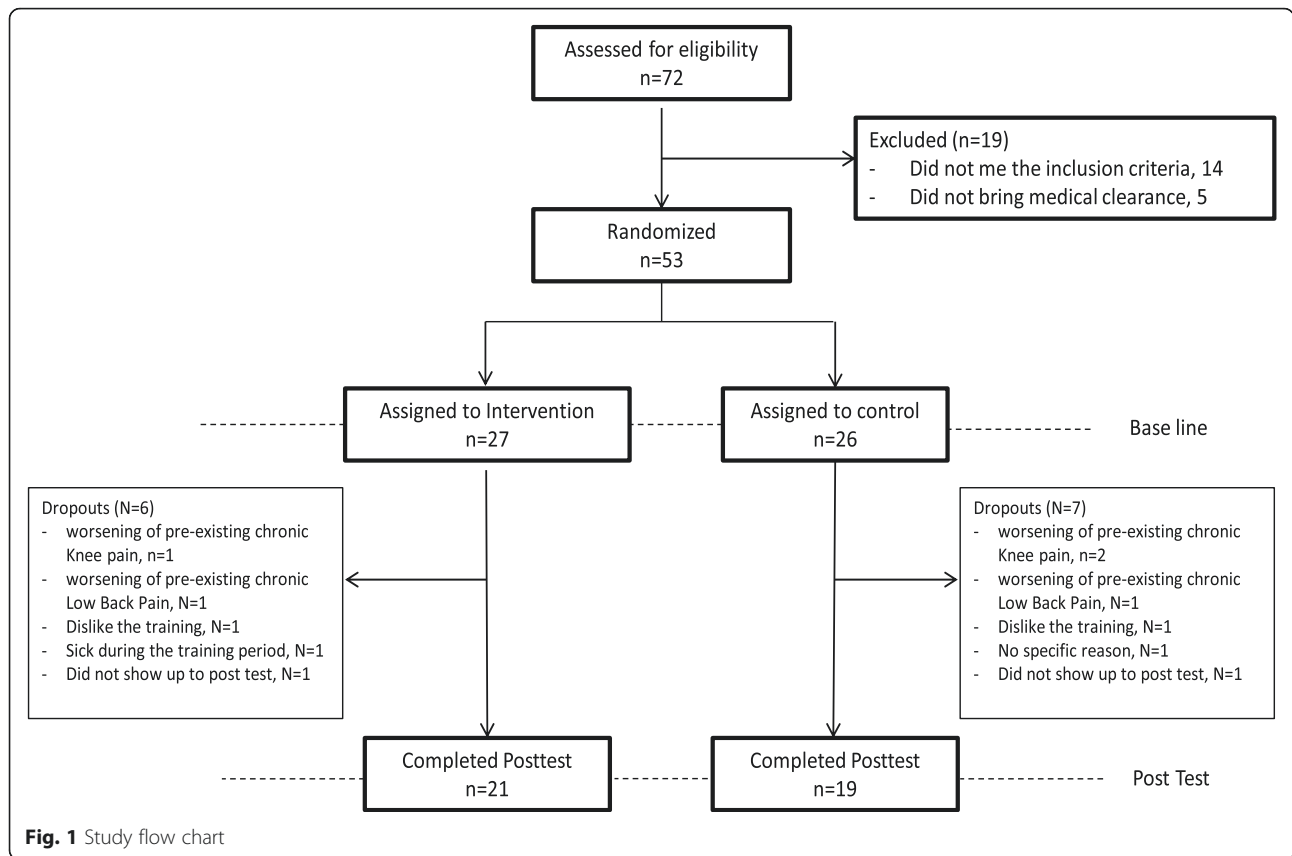 Assessed for eligibility
n=72
Excluded (n=19)
- Did not me the inclusion criteria, 14
- Did not bring medical clearance, 5
Randomized
n=53
Assigned to Intervention
n=27
Assigned to control
n=26
Base line
Dropouts (N=6)
- worsening of pre-existing chronic
Knee pain, n=1
- worsening of pre-existing chronic
Low Back Pain, N=1
- Dislike the training, N=1
- Sick during the training period, N=1
- Did not show up to post test, N=1
Dropouts (N=7)
- worsening of pre-existing chronic
Knee pain, n=2
- worsening of pre-existing chronic
Low Back Pain, N=1
- Dislike the training, N=1
- No specific reason, N=1
- Did not show up to post test, N=1
Completed Posttest
n=21
Completed Posttest
n=19
Post Test
Fig. 1 Study flow chart